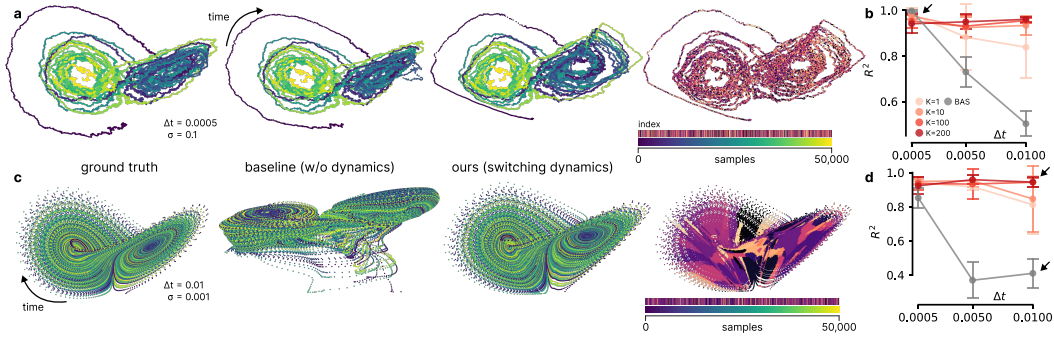 a
time
Δt = 0.0005
σ = 0.1
index
0
50,000
samples
b
R²
1.0
0.8
0.6
K=1
BAS
K=10
K=100
K=200
Δt
0.0005 0.0050 0.0100
ground truth
baseline (w/o dynamics)
ours (switching dynamics)
c
time
Δt = 0.01
σ = 0.001
0
50,000
samples
d
R²
1.0
0.8
0.6
0.4
Δt
0.0005 0.0050 0.0100